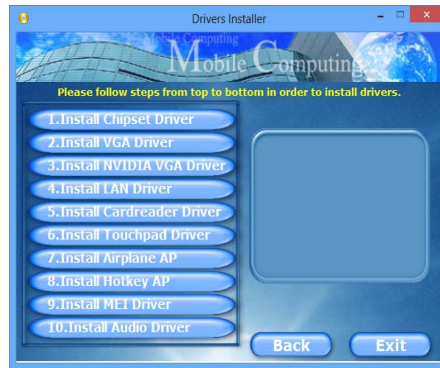 Drivers Installer
Mobile Computing
Mobile Computing
Please follow steps from top to bottom in order to install drivers.
1.Install Chipset Driver
2.Install VGA Driver
3.Install NVIDIA VGA Driver
4.Install LAN Driver
5.Install Cardreader Driver
6.Install Touchpad Driver
7.Install Airplane AP
8.Install Hotkey AP
9.Install MEI Driver
10.Install Audio Driver
Back
Exit